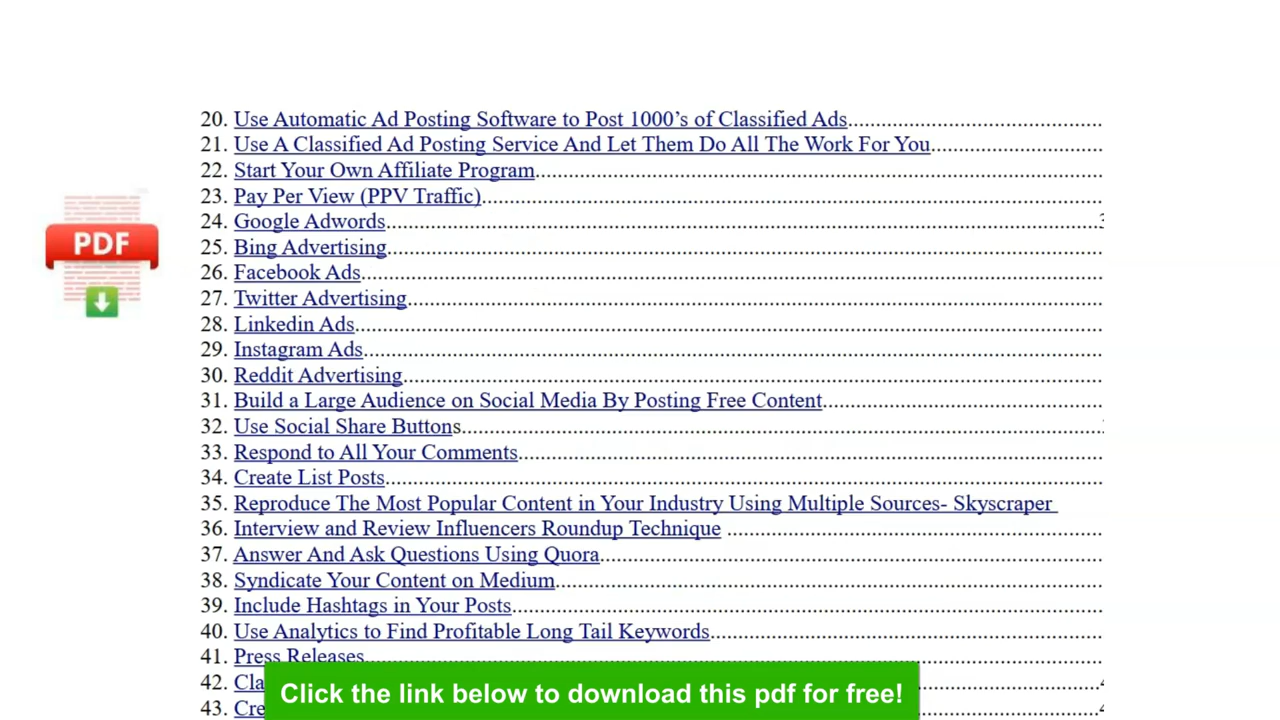 20. Use Automatic Ad Posting Software to Post 1000’s of Classified Ads
21. Use A Classified Ad Posting Service And Let Them Do All The Work For You
22. Start Your Own Affiliate Program
23. Pay Per View (PPV Traffic)
24. Google Adwords
25. Bing Advertising
PDF
26. Facebook Ads
27. Twitter Advertising
28. Linkedin Ads
29. Instagram Ads
30. Reddit Advertising
31. Build a Large Audience on Social Media By Posting Free Content
32. Use Social Share Buttons
33. Respond to All Your Comments
34. Create List Posts
35. Reproduce The Most Popular Content in Your Industry Using Multiple Sources- Skyscraper
36. Interview and Review Influencers Roundup Technique
37. Answer And Ask Questions Using Quora
38. Syndicate Your Content on Medium
39. Include Hashtags in Your Posts
40. Use Analytics to Find Profitable Long Tail Keywords
41. Press Releases
42.
43.
Click the link below to download this pdf for free!